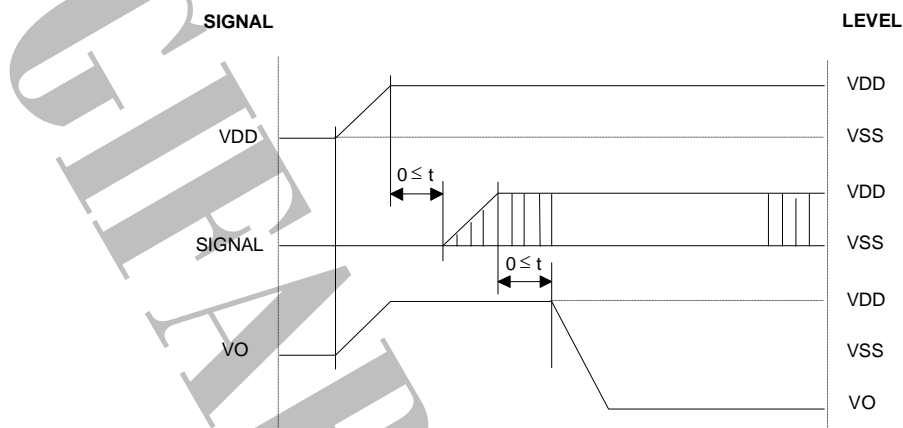 SIGNAL LEVEL
VDD
VDD VSS
0 ≤ t VDD
SIGNAL VSS
0 ≤ t
VDD
VO VSS
VO